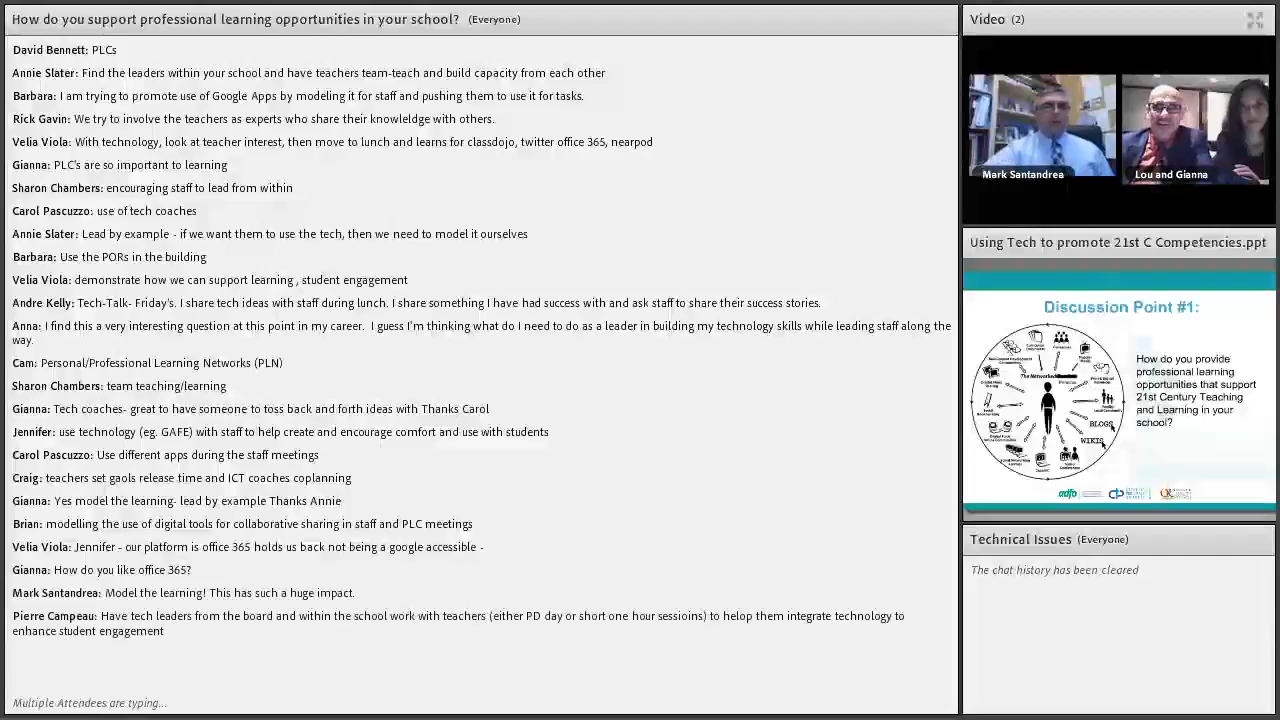 How do you support professional learning opportunities in your school? (Everyone)
David Bennett: PLCs
Annie Slater: Find the leaders within your school and have teachers team-teach and build capacity from each other
Barbara: I am trying to promote use of Google Apps by modeling it for staff and pushing them to use it for tasks.
Rick Gavin: We try to involve the teachers as experts who share their knowleldge with others.
Velia Viola: With technology, look at teacher interest, then move to lunch and learns for classdojo, twitter office 365, nearpod
Gianna: PLC's are so important to learning
Sharon Chambers: encouraging staff to lead from within
Carol Pascuzzo: use of tech coaches
Annie Slater: Lead by example - if we want them to use the tech, then we need to model it ourselves
Barbara: Use the PORs in the building
Velia Viola: demonstrate how we can support learning , student engagement
Andre Kelly: Tech-Talk- Friday's. I share tech ideas with staff during lunch. I share something I have had success with and ask staff to share their success stories.
Anna: I find this a very interesting question at this point in my career. I guess I'm thinking what do I need to do as a leader in building my technology skills while leading staff along the
way.
Cam: Personal/Professional Learning Networks (PLN)
Sharon Chambers: team teaching/learning
Gianna: Tech coaches- great to have someone to toss back and forth ideas with Thanks Carol
Jennifer: use technology (eg. GAFE) with staff to help create and encourage comfort and use with students
Carol Pascuzzo: Use different apps during the staff meetings
Craig: teachers set gaols release time and ICT coaches coplanning
Gianna: Yes model the learning- lead by example Thanks Annie
Brian: modelling the use of digital tools for collaborative sharing in staff and PLC meetings
Velia Viola: Jennifer - our platform is office 365 holds us back not being a google accessible -
Gianna: How do you like office 365?
Mark Santandrea: Model the learning! This has such a huge impact.
Pierre Campeau: Have tech leaders from the board and within the school work with teachers (either PD day or short one hour sessioins) to helop them integrate technology to
enhance student engagement
Multiple Attendees are typing...
Video (2)
Mark Santandrea
Lou and Gianna
Using Tech to promote 21st C Competencies.ppt
Discussion Point #1:
How do you provide
professional learning
opportunities that support
21st Century Teaching
and Learning in your
school?
The Networked
BLOGS
WIKIS
adfo
Technical Issues (Everyone)
The chat history has been cleared